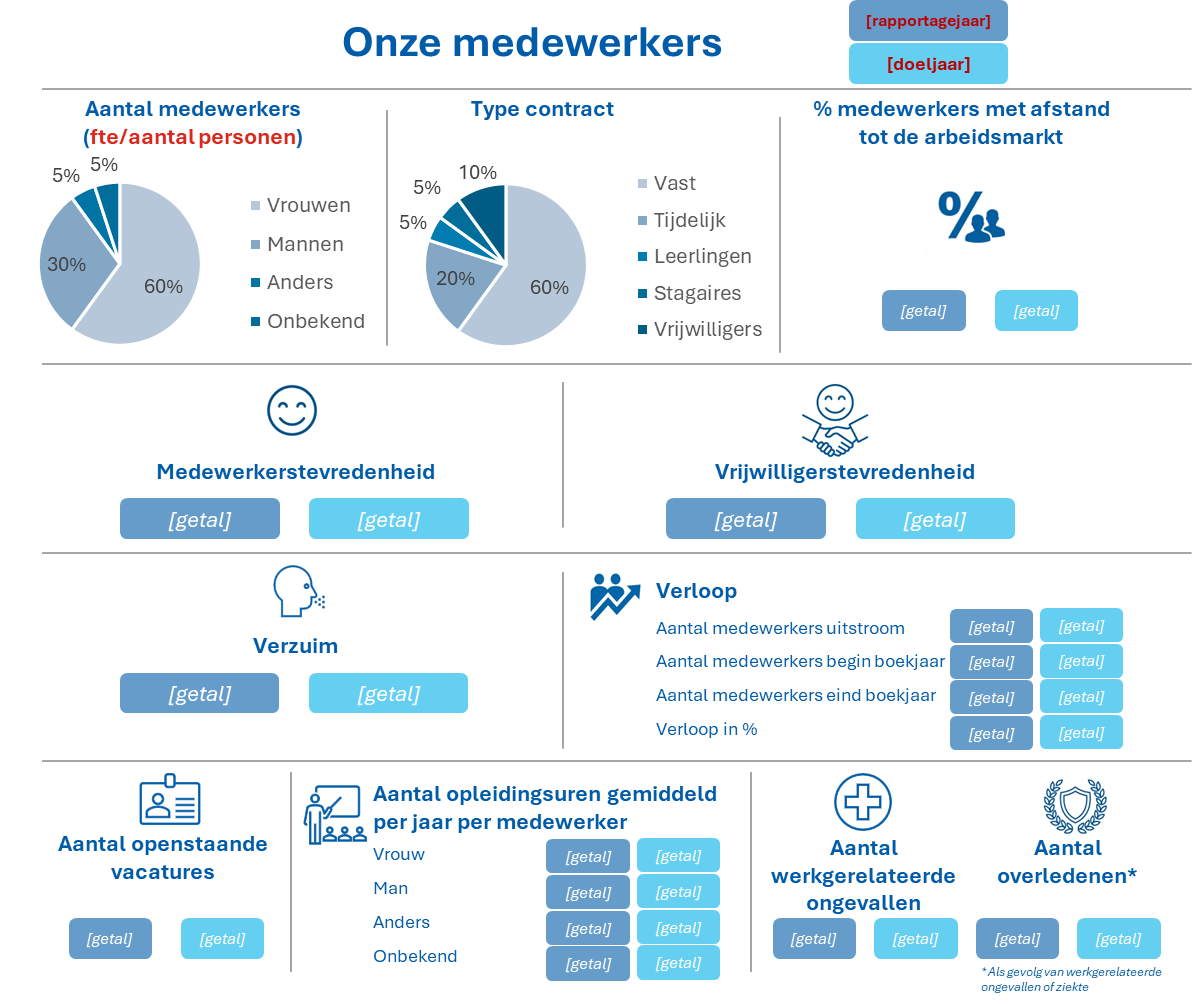 Onze medewerkers
[rapportagejaar]
[doeljaar]
Aantal medewerkers
(fte/aantal personen)
5%
5%
30%
60%
Vrouwen
Mannen
Anders
Onbekend
Type contract
10%
5%
5%
20%
60%
Vast
Tijdelijk
Leerlingen
Stagaires
Vrijwilligers
% medewerkers met afstand
tot de arbeidsmarkt
%
[getal] [getal]
Medewerkerstevredenheid
[getal] [getal]
Vrijwilligerstevredenheid
[getal] [getal]
Verzuim
[getal] [getal]
Verloop
Aantal medewerkers uitstroom [getal] [getal]
Aantal medewerkers begin boekjaar [getal] [getal]
Aantal medewerkers eind boekjaar [getal] [getal]
Verloop in % [getal] [getal]
Aantal openstaande
vacatures
[getal] [getal]
Aantal opleidingsuren gemiddeld
per jaar per medewerker
Vrouw [getal] [getal]
Man [getal] [getal]
Anders [getal] [getal]
Onbekend [getal] [getal]
Aantal
werkgerelateerde
ongevallen
[getal] [getal]
Aantal
overledenen*
[getal] [getal]
*Als gevolg van werkgerelateerde
ongevallen of ziekte